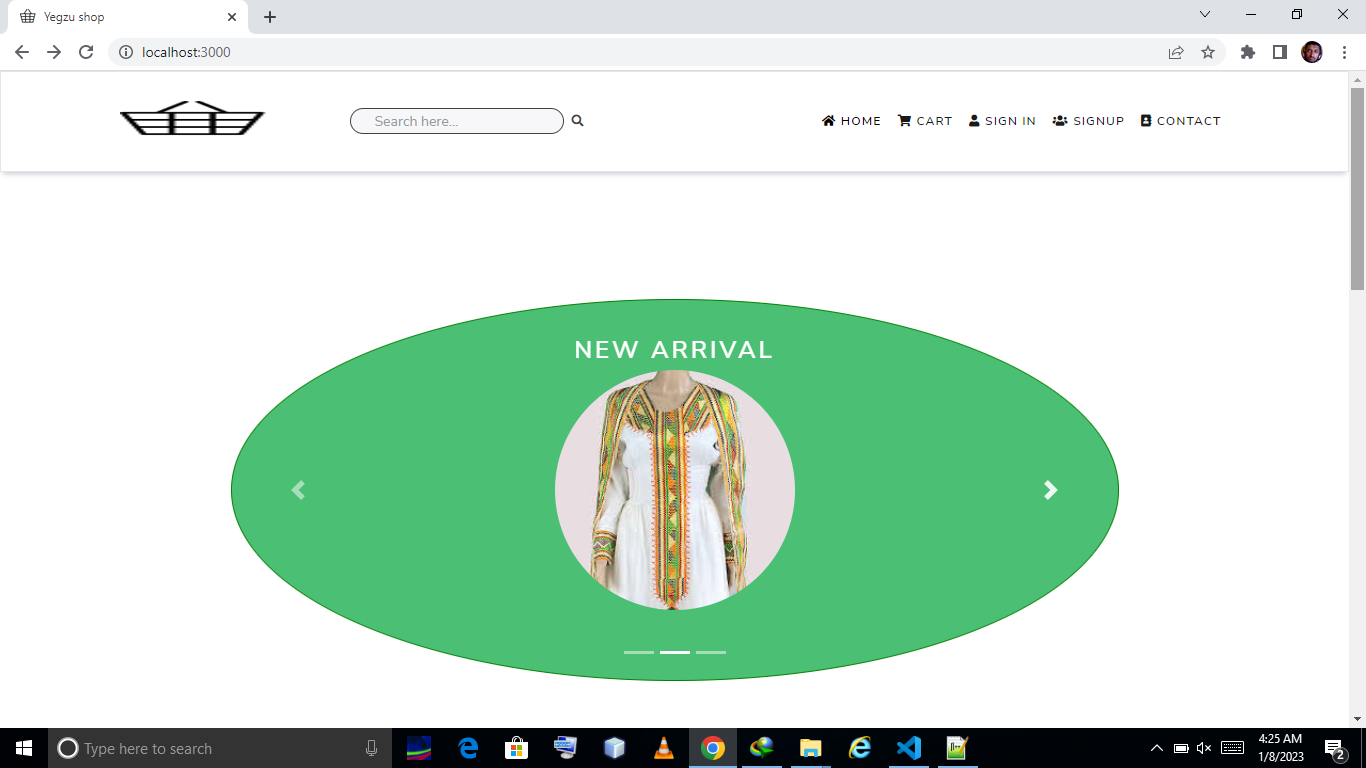 Yegzu shop
localhost:3000
Search here...
HOME CART SIGN IN SIGNUP CONTACT
NEW ARRIVAL
Type here to search
4:25 AM
1/8/2023
2